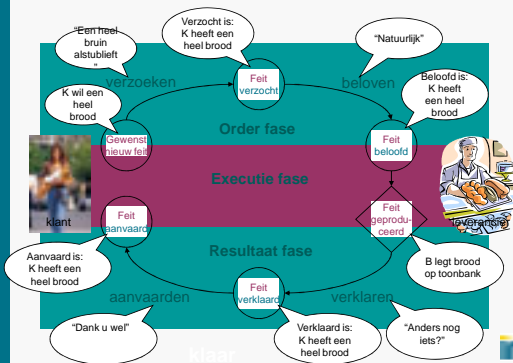 Verzocht is:
K heeft een
heel brood
“Een heel
bruin
alstublieft
”
“Natuurlijk”
verzoeken
beloven
Feit
verzocht
Beloofd is:
K heeft
een heel
brood
K wil een
heel
brood
Order fase
Gewenst
nieuw feit
Feit
beloofd
Executie fase
klant
Feit
aanvaard
Feit
geprodu-
ceerd
leverancier
Resultaat fase
Aanvaard is:
K heeft een
heel brood
B legt brood
op toonbank
Feit
verklaard
aanvaarden
verklaren
“Dank u wel”
Verklaard is:
K heeft een
heel brood
“Anders nog
iets?”
klaar